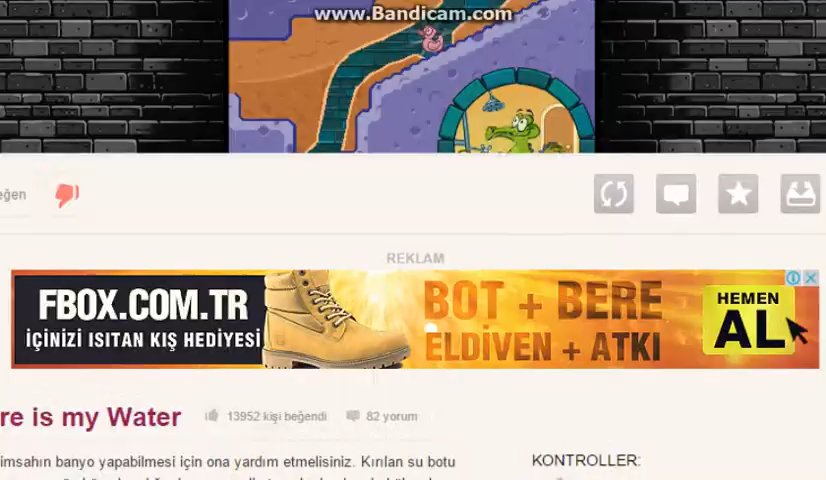 www.Bandicam.com
eğen
REKLAM
FBOX.COM.TR
İÇİNİZİ ISITAN KIŞ HEDİYESİ
BOT + BERE
ELDİVEN + ATKI
HEMEN
AL
re is my Water
13952 kişi beğendi
82 yorum
imsahın banyo yapabilmesi için ona yardım etmelisiniz. Kırılan su botu
KONTROLLER: